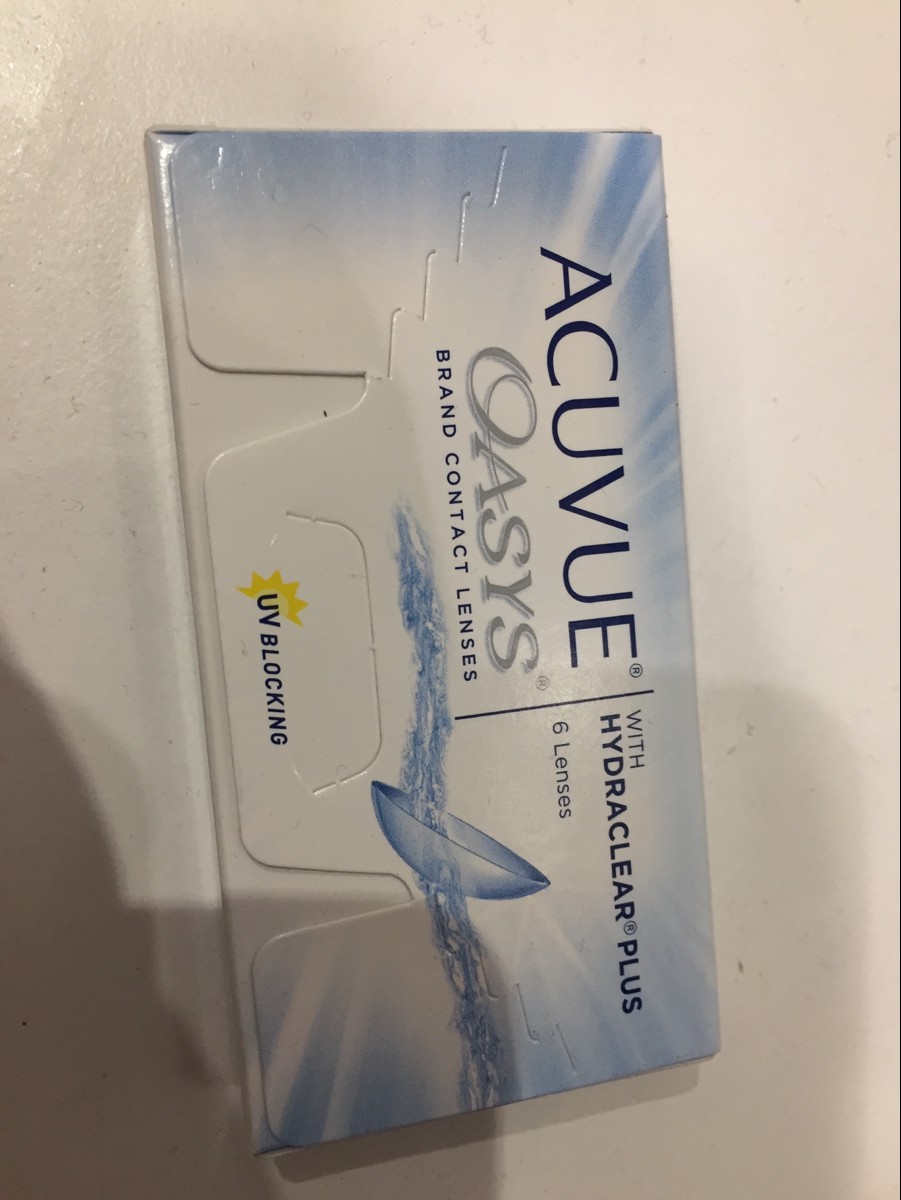 ACUVUE®
OASYS®
BRAND CONTACT LENSES
WITH
HYDRACLEAR® PLUS
6 Lenses
UV BLOCKING